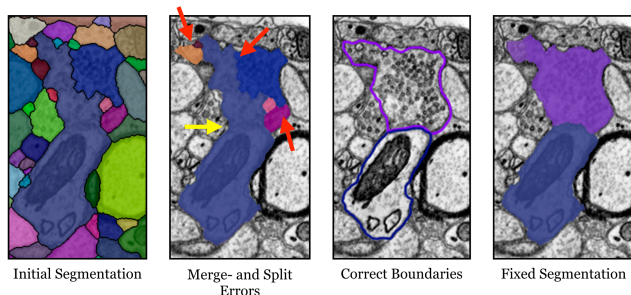 Initial Segmentation
Merge- and Split
Errors
Correct Boundaries
Fixed Segmentation